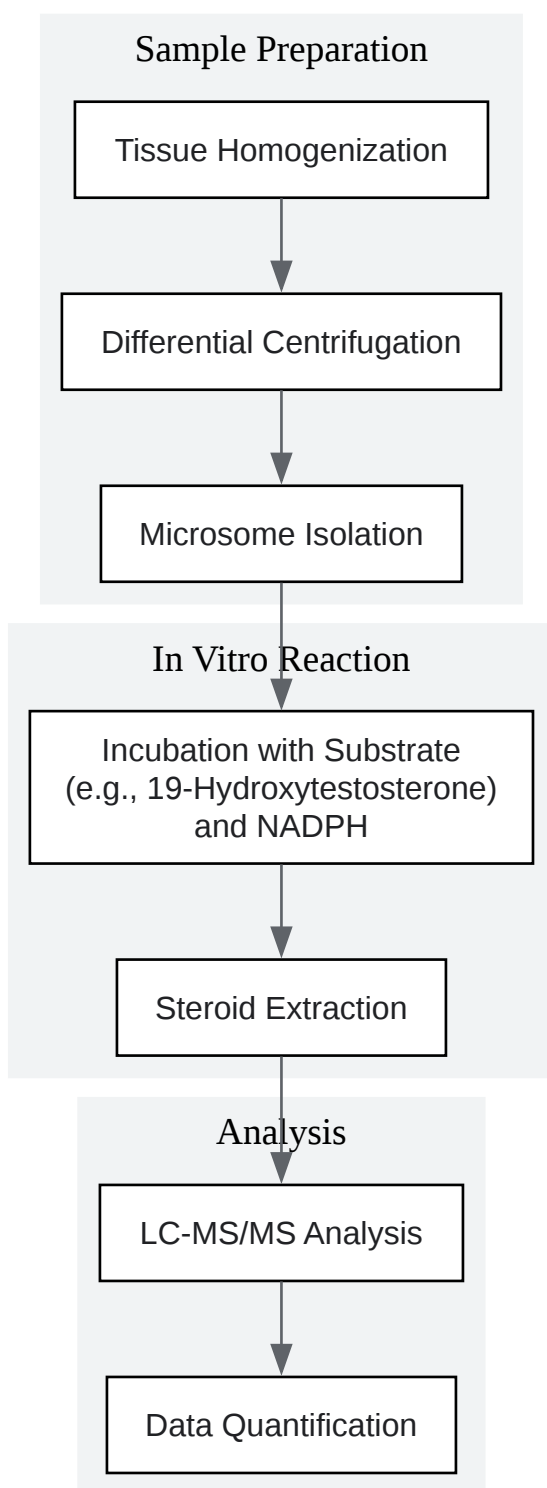 Sample Preparation
Tissue Homogenization
Differential Centrifugation
Microsome Isolation
In Vitro Reaction
Incubation with Substrate
(e.g., 19-Hydroxytestosterone)
and NADPH
Steroid Extraction
Analysis
LC-MS/MS Analysis
Data Quantification